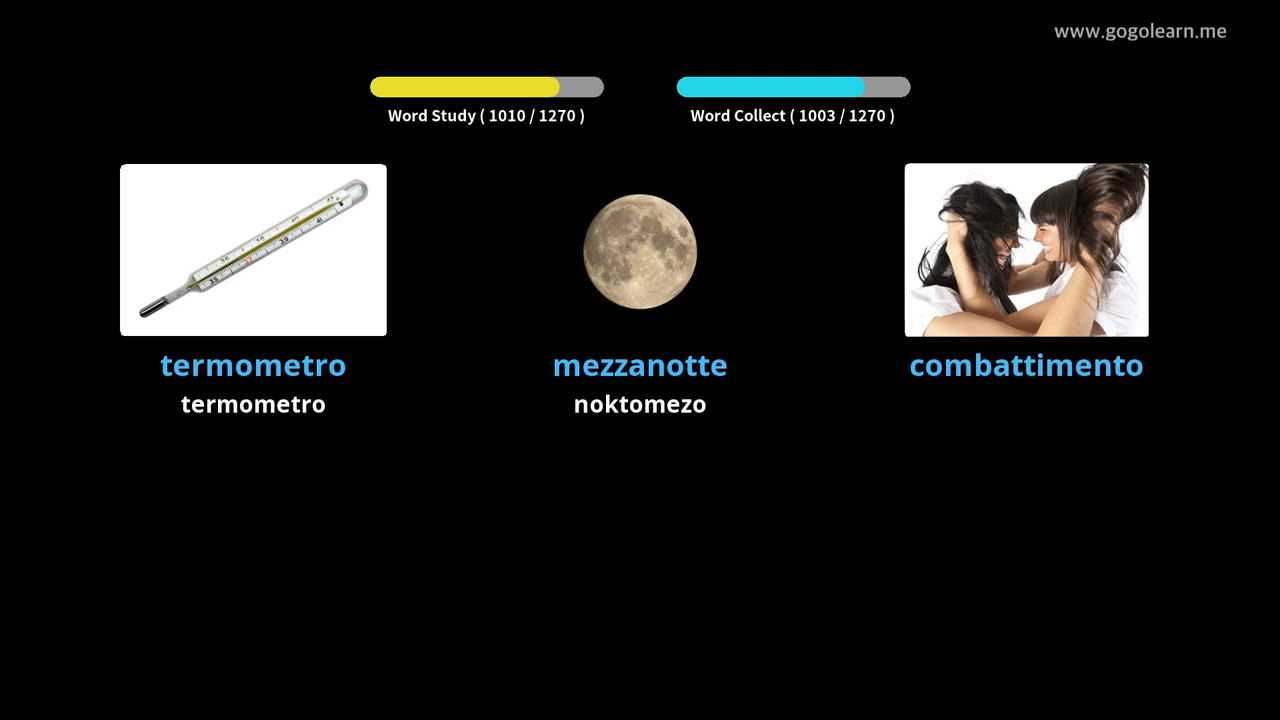 www.gogolearn.me
Word Study ( 1010 / 1270 )
Word Collect ( 1003 / 1270 )
termometro
termometro
mezzanotte
noktomezo
combattimento